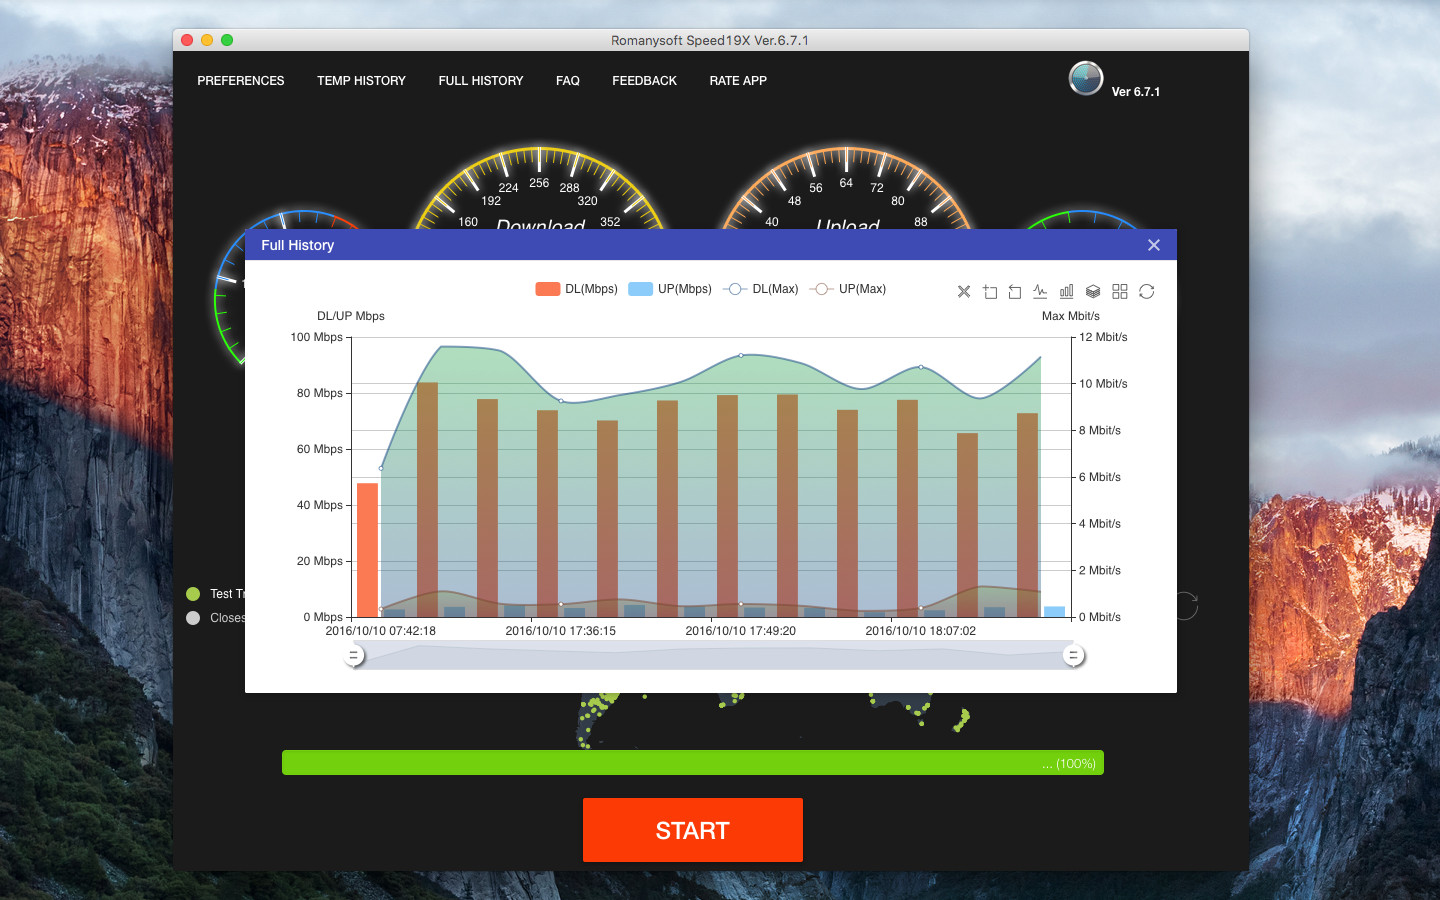 Romanysoft Speed19X Ver.6.7.1
PREFERENCES TEMP HISTORY FULL HISTORY FAQ FEEDBACK RATE APP
Ver 6.7.1
160 192 224 256 288 320 352
Download
40 48 56 64 72 80 88
Upload
Full History
DL(Mbps) UP(Mbps) DL(Max) UP(Max)
DL/UP Mbps
Max Mbit/s
100 Mbps
80 Mbps
60 Mbps
40 Mbps
20 Mbps
0 Mbps
12 Mbit/s
10 Mbit/s
8 Mbit/s
6 Mbit/s
4 Mbit/s
2 Mbit/s
0 Mbit/s
2016/10/10 07:42:18 2016/10/10 17:36:15 2016/10/10 17:49:20 2016/10/10 18:07:02
Test
Closes
... (100%)
START